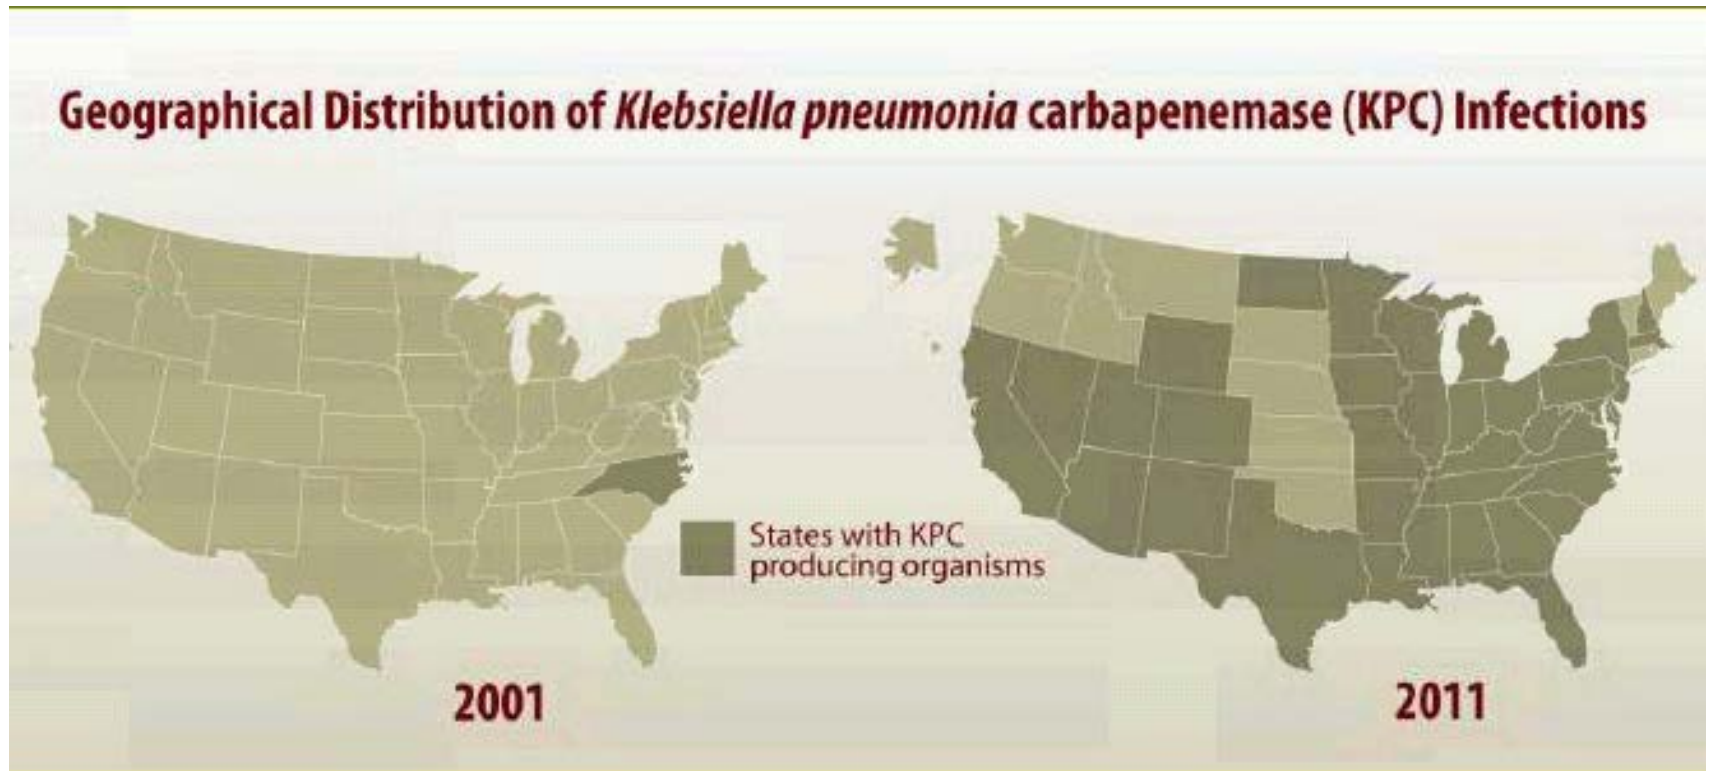 Geographical Distribution of Klebsiella pneumonia carbapenemase (KPC) Infections
States with KPC
producing organisms
2001
2011